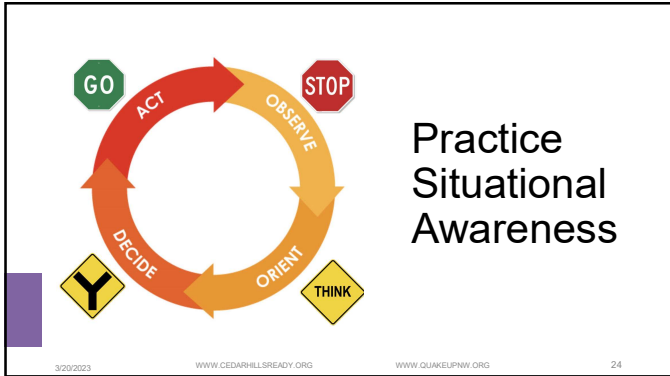 GO
STOP
ACT
OBSERVE
DECIDE
ORIENT
THINK
Practice
Situational
Awareness
3/20/2023
WWW.CEDARHILLSREADY.ORG
WWW.QUAKEUPNW.ORG
24